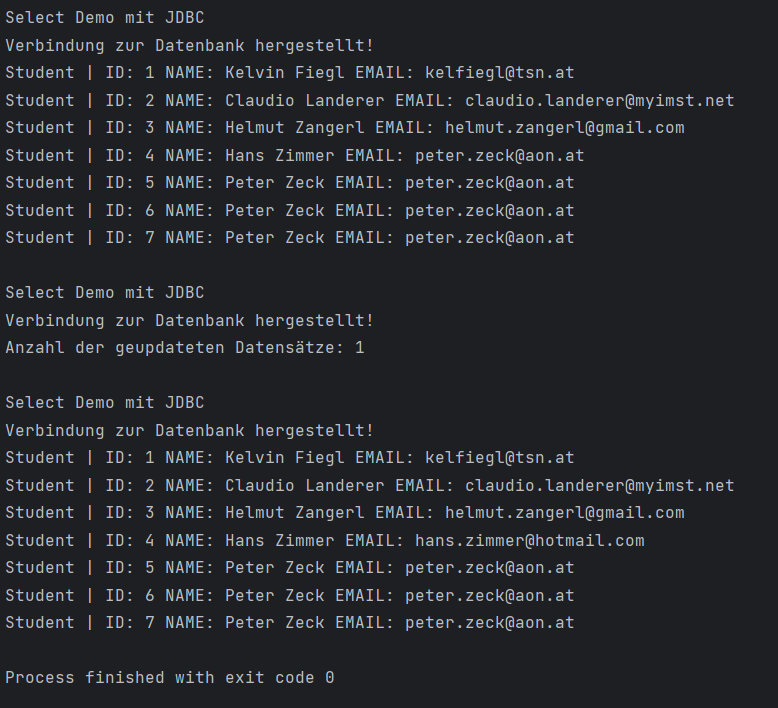 Select Demo mit JDBC
Verbindung zur Datenbank hergestellt!
Student | ID: 1 NAME: Kelvin Fiegl EMAIL: kelfiegl@tsn.at
Student | ID: 2 NAME: Claudio Landerer EMAIL: claudio.landerer@myimst.net
Student | ID: 3 NAME: Helmut Zangerl EMAIL: helmut.zangerl@gmail.com
Student | ID: 4 NAME: Hans Zimmer EMAIL: peter.zeck@aon.at
Student | ID: 5 NAME: Peter Zeck EMAIL: peter.zeck@aon.at
Student | ID: 6 NAME: Peter Zeck EMAIL: peter.zeck@aon.at
Student | ID: 7 NAME: Peter Zeck EMAIL: peter.zeck@aon.at

Select Demo mit JDBC
Verbindung zur Datenbank hergestellt!
Anzahl der geupdateten Datensätze: 1

Select Demo mit JDBC
Verbindung zur Datenbank hergestellt!
Student | ID: 1 NAME: Kelvin Fiegl EMAIL: kelfiegl@tsn.at
Student | ID: 2 NAME: Claudio Landerer EMAIL: claudio.landerer@myimst.net
Student | ID: 3 NAME: Helmut Zangerl EMAIL: helmut.zangerl@gmail.com
Student | ID: 4 NAME: Hans Zimmer EMAIL: hans.zimmer@hotmail.com
Student | ID: 5 NAME: Peter Zeck EMAIL: peter.zeck@aon.at
Student | ID: 6 NAME: Peter Zeck EMAIL: peter.zeck@aon.at
Student | ID: 7 NAME: Peter Zeck EMAIL: peter.zeck@aon.at

Process finished with exit code 0